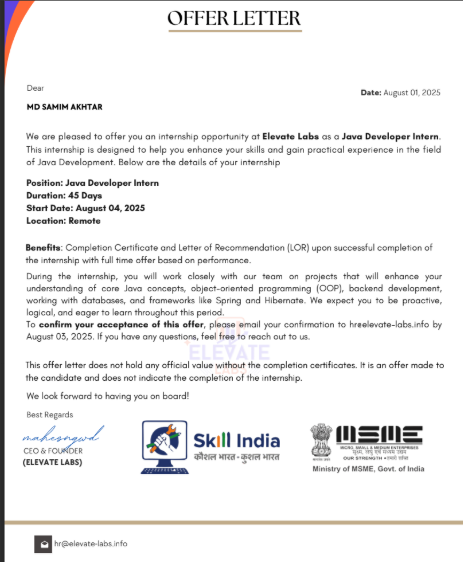 OFFER LETTER
Dear
Date: August 01, 2025
MD SAMIM AKHTAR
We are pleased to offer you an internship opportunity at Elevate Labs as a Java Developer Intern.
This internship is designed to help you enhance your skills and gain practical experience in the field
of Java Development. Below are the details of your internship
Position: Java Developer Intern
Duration: 45 Days
Start Date: August 04, 2025
Location: Remote
Benefits: Completion Certificate and Letter of Recommendation (LOR) upon successful completion of
the internship with full time offer based on performance.
During the internship, you will work closely with our team on projects that will enhance your
understanding of core Java concepts, object-oriented programming (OOP), backend development,
working with databases, and frameworks like Spring and Hibernate. We expect you to be proactive,
logical, and eager to learn throughout this period.
To confirm your acceptance of this offer, please email your confirmation to hr@elevate-labs.info by
August 03, 2025. If you have any questions, feel free to reach out to us.
ELEVATE
This offer letter does not hold any official value without the completion certificates. It is an offer made to
the candidate and does not indicate the completion of the internship.
We look forward to having you on board!
Best Regards
CEO & FOUNDER
(ELEVATE LABS)
Skill India
कौशल भारत - कुशल भारत
MSME
MICRO, SMALL & MEDIUM ENTERPRISES
सूक्ष्म, लघु एवं मध्यम उद्यम
OUR STRENGTH • हमारी शक्ति
Ministry of MSME, Govt. of India
hr@elevate-labs.info